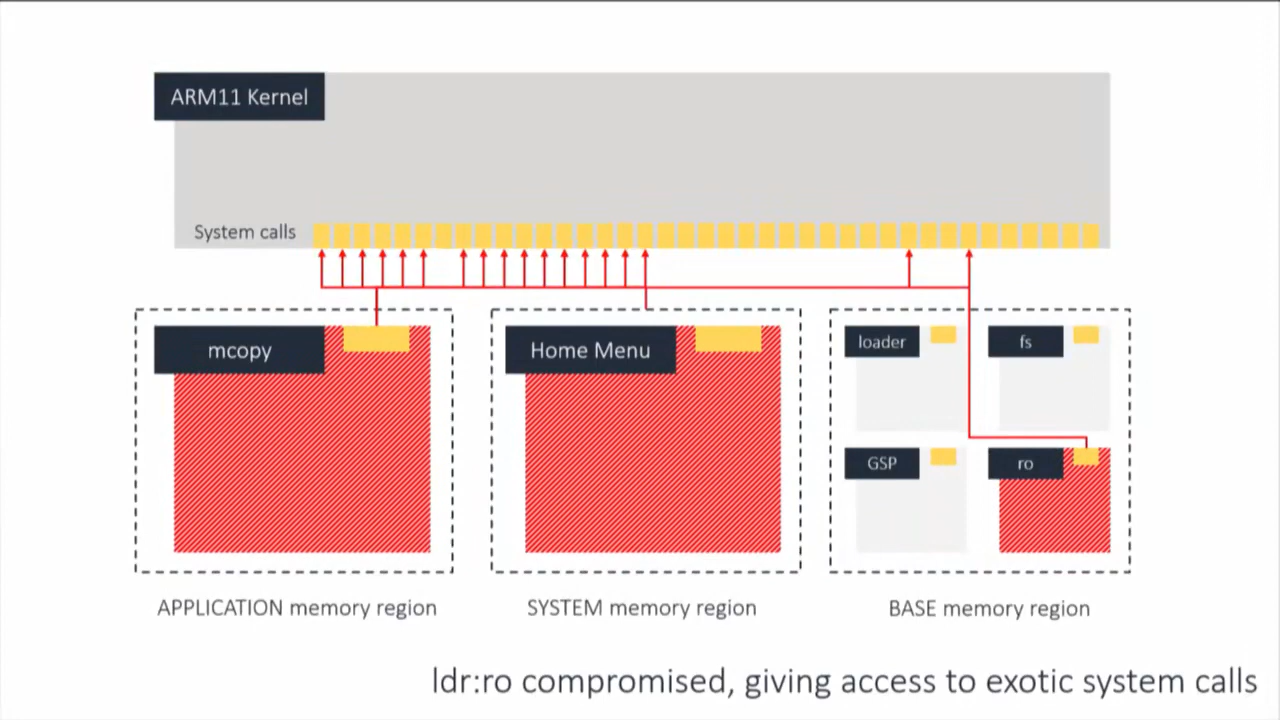 ARM11 Kernel
System calls
mcopy
Home Menu
loader
fs
GSP
ro
APPLICATION memory region
SYSTEM memory region
BASE memory region
ldr:ro compromised, giving access to exotic system calls